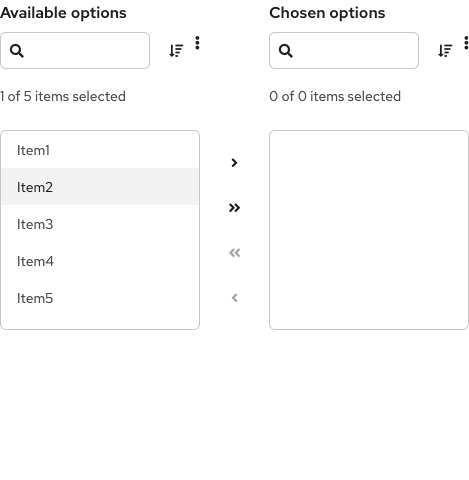 Available options
Chosen options
1 of 5 items selected
0 of 0 items selected
Item1
Item2
Item3
Item4
Item5